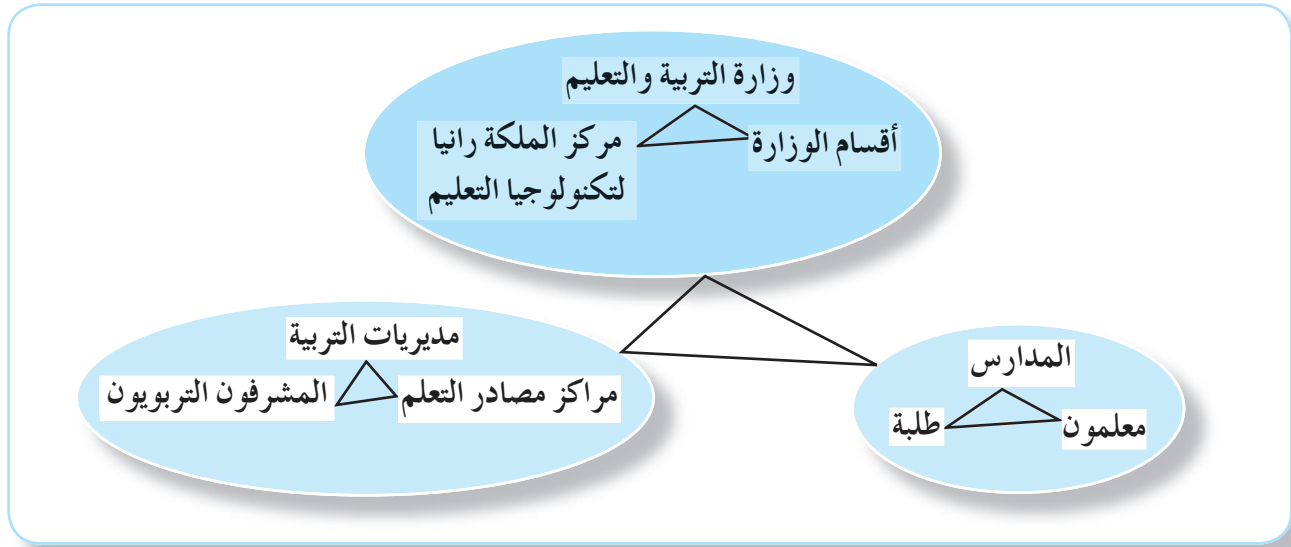 وزارة التربية والتعليم
أقسام الوزارة
مركز الملكة رانيا
لتكنولوجيا التعليم
المدارس
معلمون
طلبة
مديريات التربية
مراكز مصادر التعلم
المشرفون التربويون